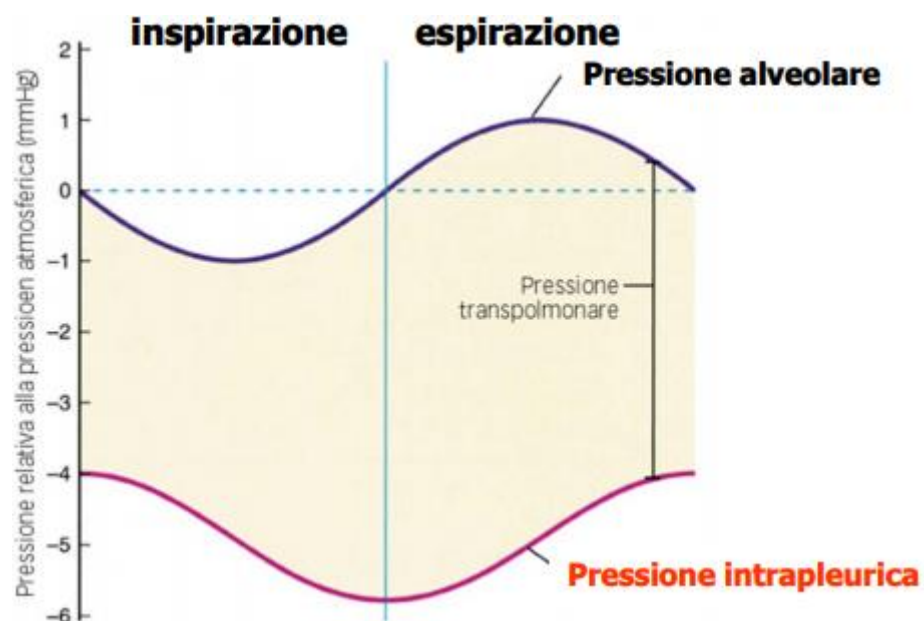 inspirazione espirazione
Pressione alveolare
Pressione relativa alla pressioen atmosferica (mmHg)
2
1
0
–1
–2
–3
–4
–5
–6
Pressione
transpolmonare
Pressione intrapleurica